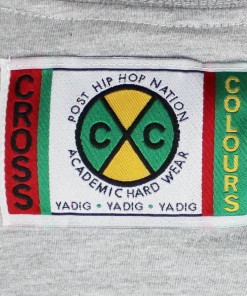 CROSS
POST HIP HOP NATION
C C
ACADEMIC HARD WEAR
YADIG · YADIG · YADIG
COLOURS